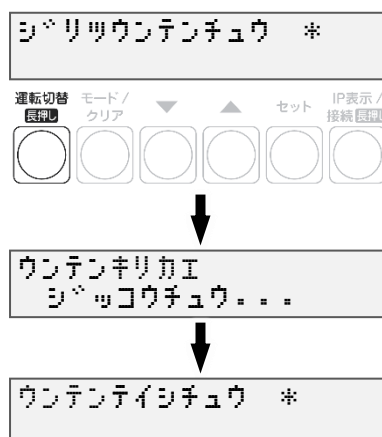 ジリツウンテンチュウ *
運転切替 モード/ ▼ ▲ セット IP表示/
長押し クリア 接続 長押し
ウンテンキリカエ
ジッコウチュウ...
ウンテンテイシチュウ *